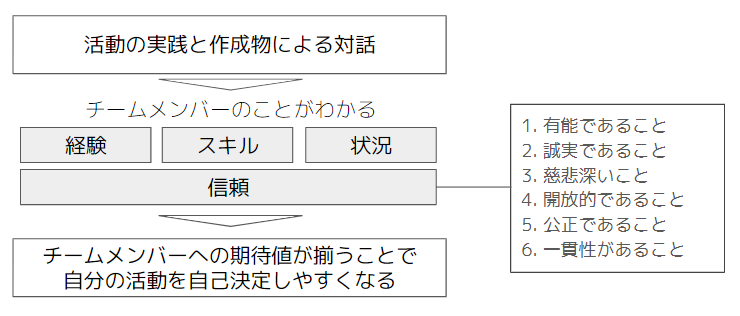 活動の実践と作成物による対話
チームメンバーのことがわかる
経験
スキル
状況
信頼
1. 有能であること
2. 誠実であること
3. 慈悲深いこと
4. 開放的であること
5. 公正であること
6. 一貫性があること
チームメンバーへの期待値が揃うことで
自分の活動を自己決定しやすくなる